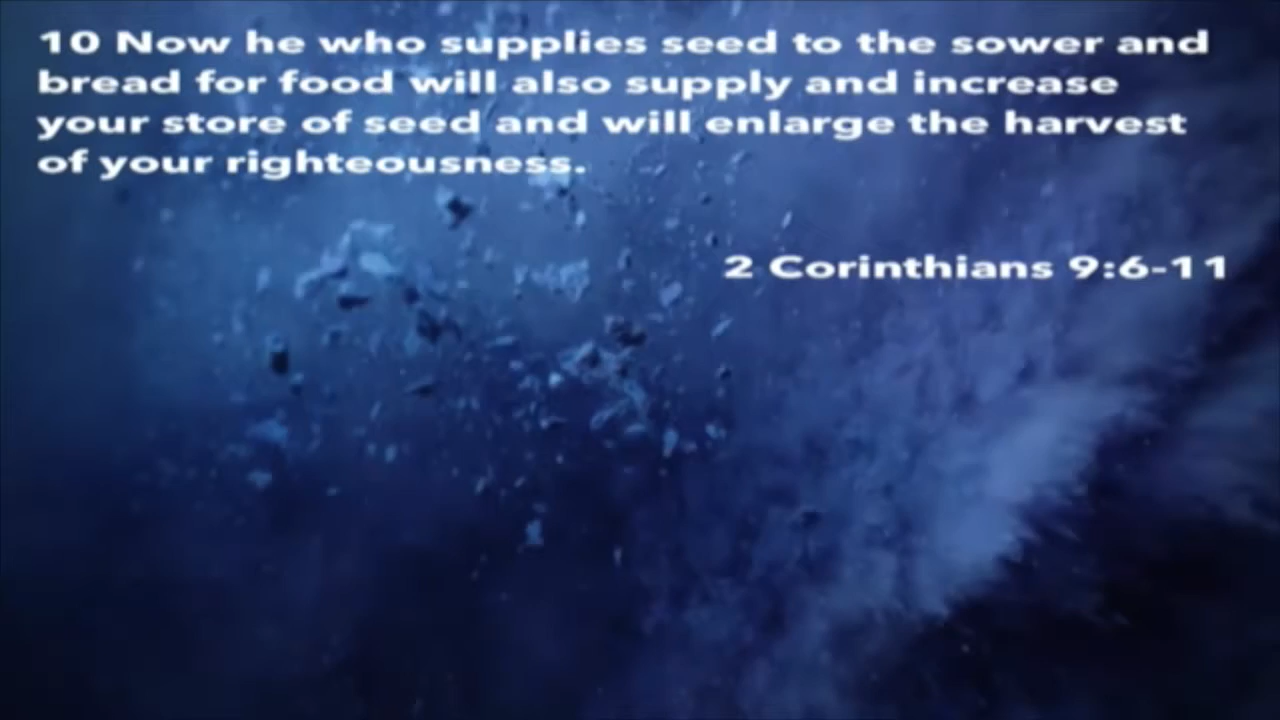 10 Now he who supplies seed to the sower and
bread for food will also supply and increase
your store of seed and will enlarge the harvest
of your righteousness.
2 Corinthians 9:6-11